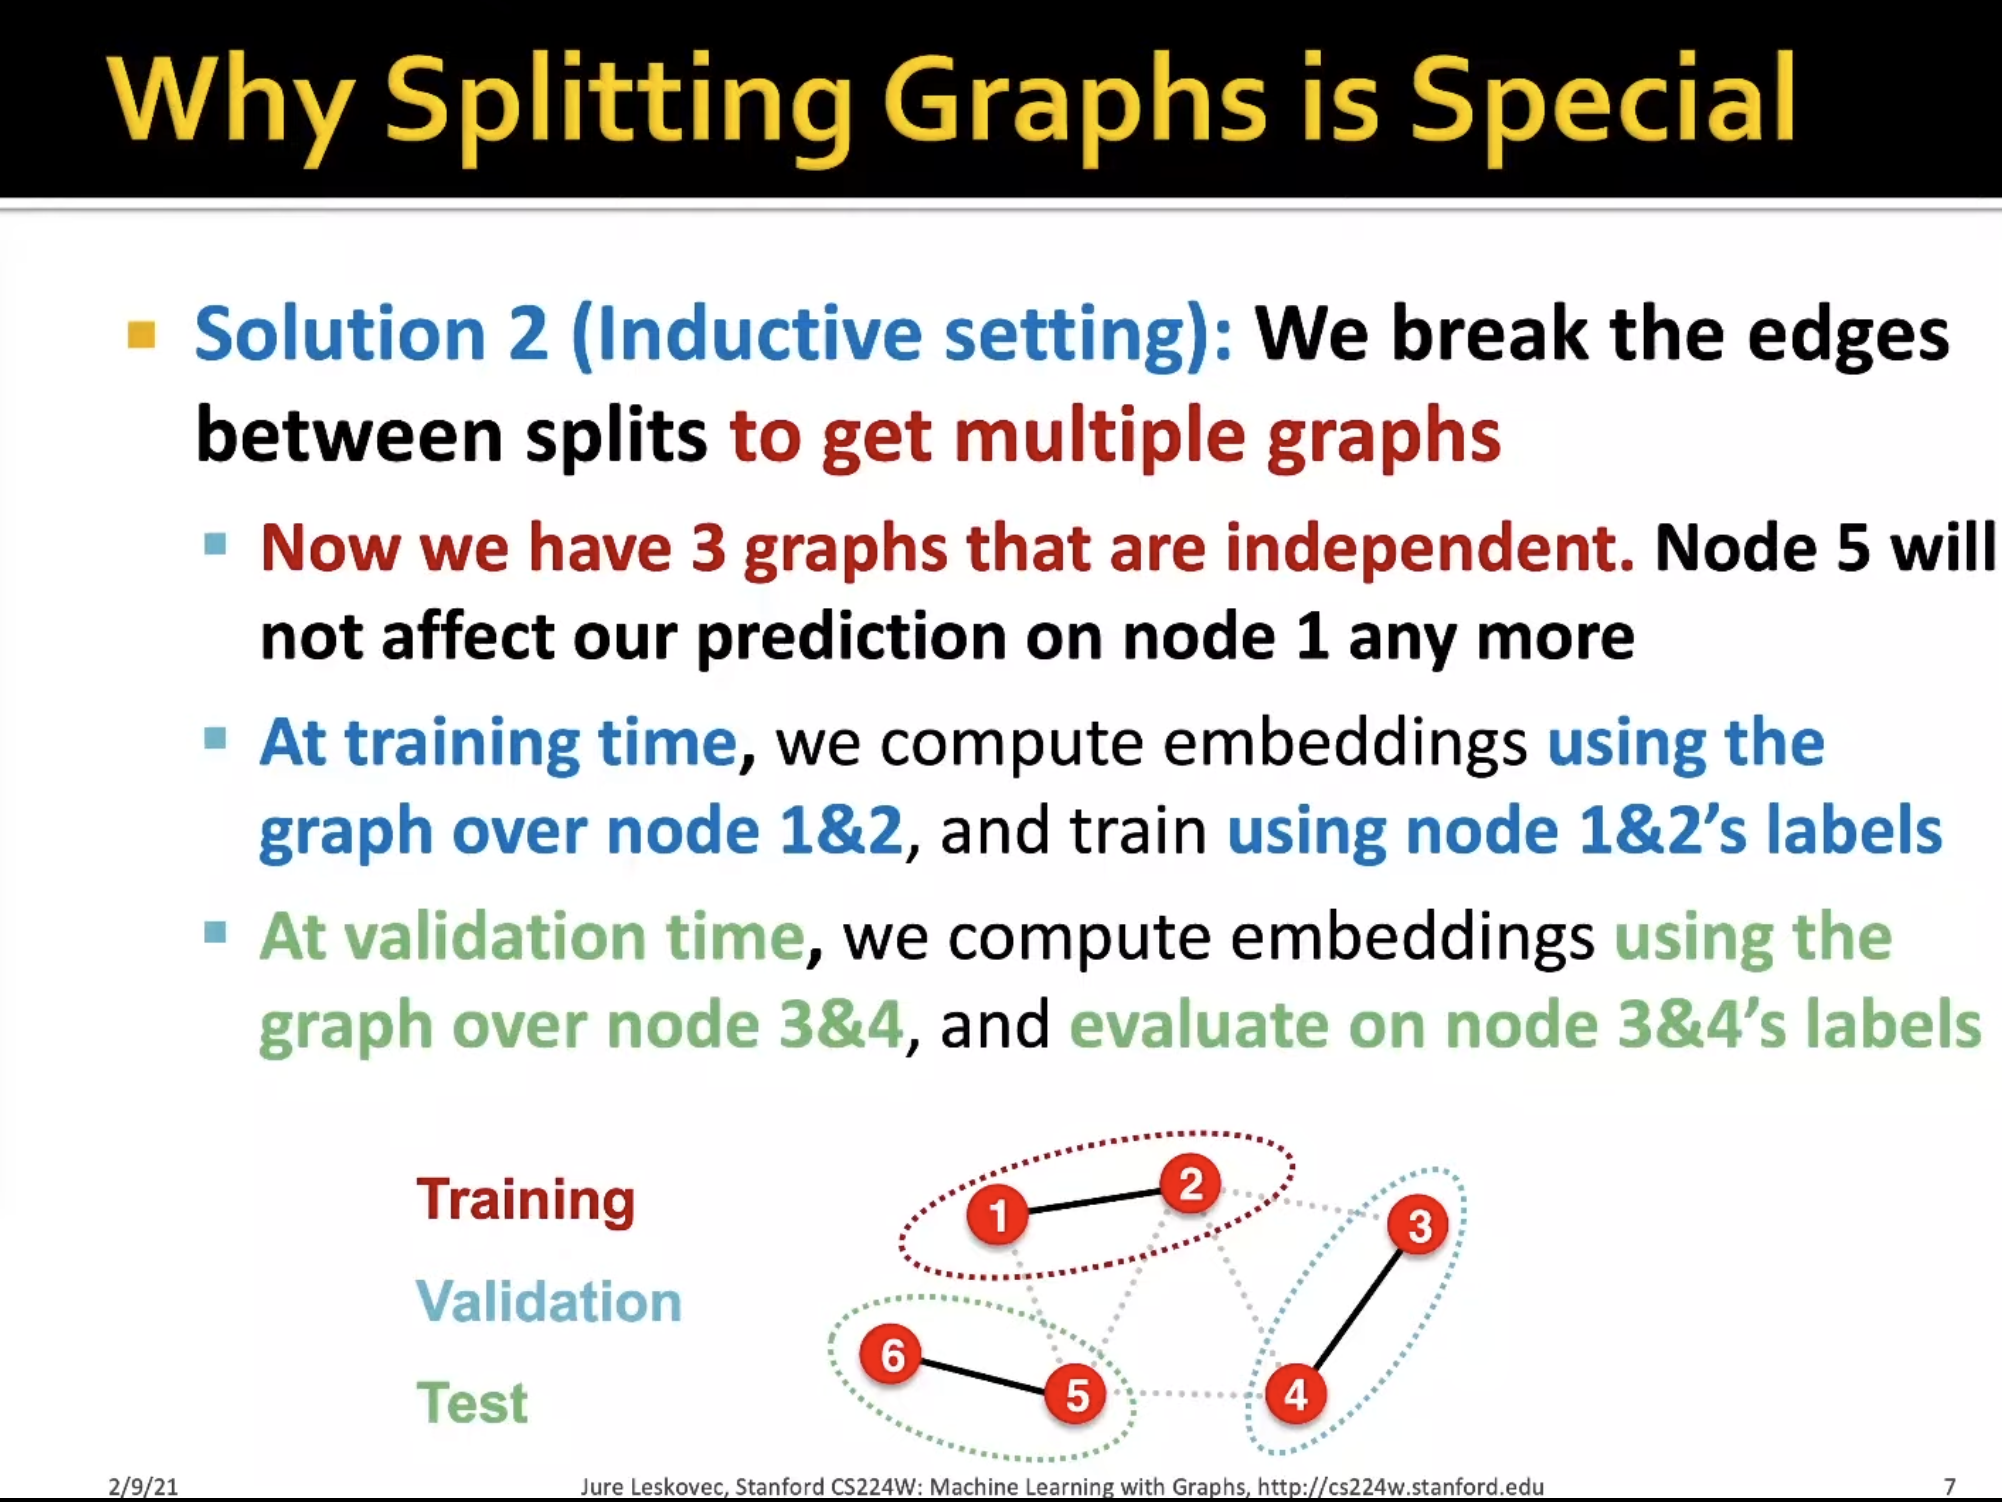 Why Splitting Graphs is Special
Solution 2 (Inductive setting): We break the edges
between splits to get multiple graphs
Now we have 3 graphs that are independent. Node 5 will
not affect our prediction on node 1 any more
At training time, we compute embeddings using the
graph over node 1&2, and train using node 1&2’s labels
At validation time, we compute embeddings using the
graph over node 3&4, and evaluate on node 3&4’s labels
Training
Validation
Test
1
2
3
6
5
4
2/9/21
Jure Leskovec, Stanford CS224W: Machine Learning with Graphs, http://cs224w.stanford.edu
7